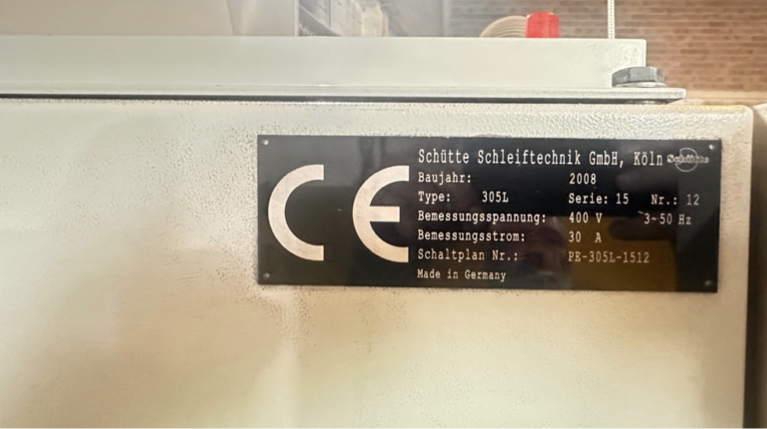 CE
Schütte Schleiftechnik GmbH, Köln Schütte
Baujahr: 2008
Type: 305L Serie: 15 Nr.: 12
Bemessungsspannung: 400 V 3~50 Hz
Bemessungsstrom: 30 A
Schaltplan Nr.: PE-305L-1512
Made in Germany